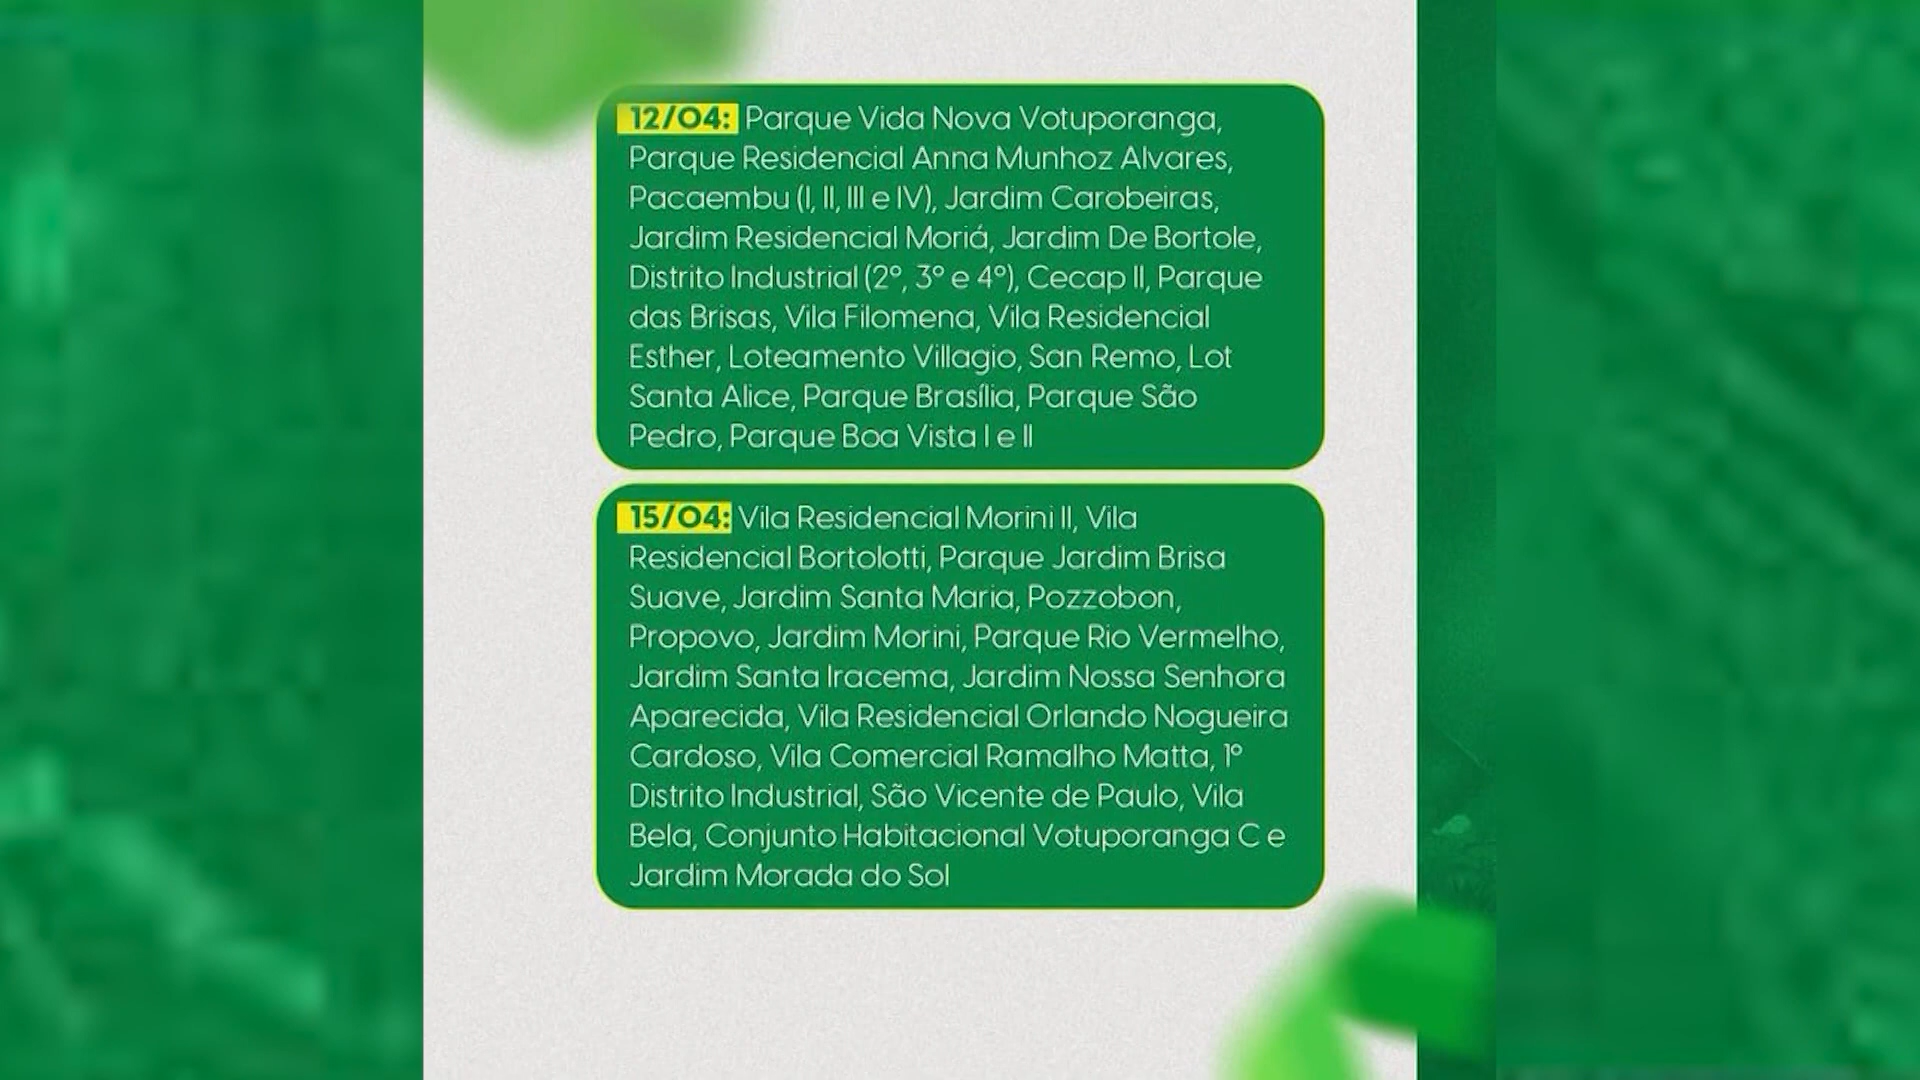 12/04: Parque Vida Nova Votuporanga,
Parque Residencial Anna Munhoz Alvares,
Pacaembu (I, II, III e IV), Jardim Carobeiras,
Jardim Residencial Moriá, Jardim De Bortole,
Distrito Industrial (2º, 3º e 4º), Cecap II, Parque
das Brisas, Vila Filomena, Vila Residencial
Esther, Loteamento Villagio, San Remo, Lot
Santa Alice, Parque Brasília, Parque São
Pedro, Parque Boa Vista I e II
15/04: Vila Residencial Morini II, Vila
Residencial Bortolotti, Parque Jardim Brisa
Suave, Jardim Santa Maria, Pozzobon,
Propovo, Jardim Morini, Parque Rio Vermelho,
Jardim Santa Iracema, Jardim Nossa Senhora
Aparecida, Vila Residencial Orlando Nogueira
Cardoso, Vila Comercial Ramalho Matta, 1º
Distrito Industrial, São Vicente de Paulo, Vila
Bela, Conjunto Habitacional Votuporanga C e
Jardim Morada do Sol